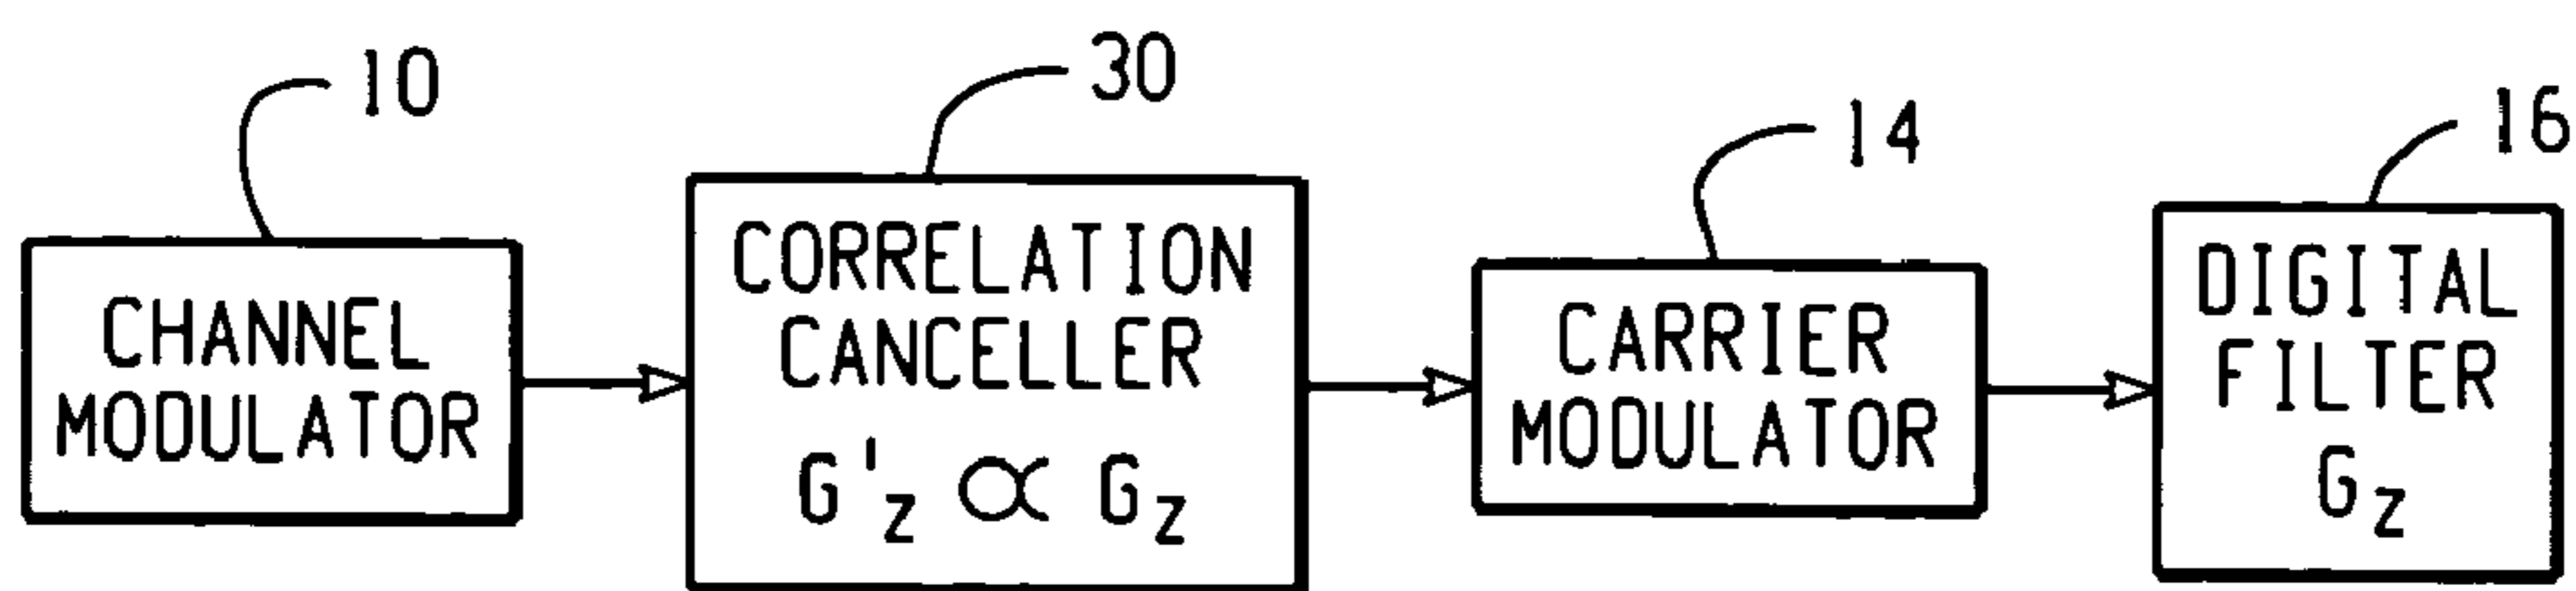 10
30
14
16
CHANNEL
MODULATOR
CORRELATION
CANCELLER
G'z ∝ Gz
CARRIER
MODULATOR
DIGITAL
FILTER
Gz